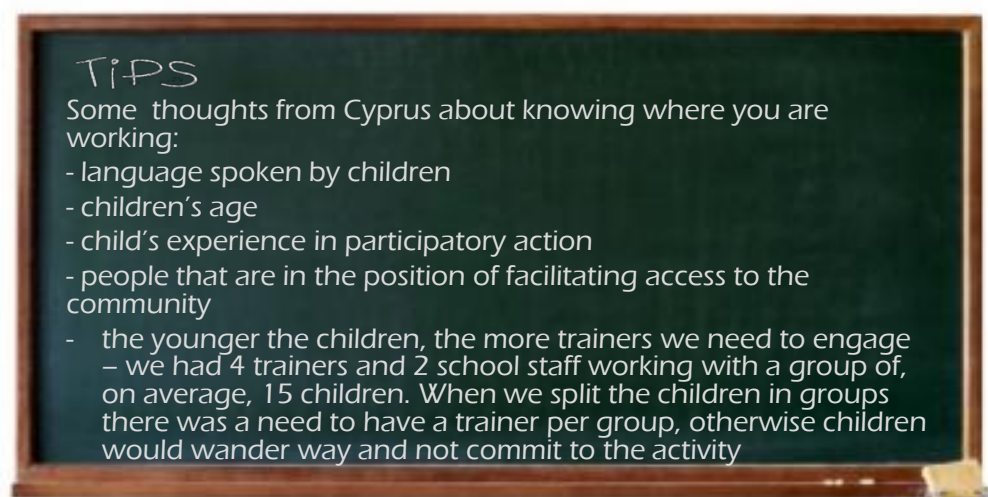 TiPS
Some thoughts from Cyprus about knowing where you are
working:
- language spoken by children
- children's age
- child's experience in participatory action
- people that are in the position of facilitating access to the
community
- the younger the children, the more trainers we need to engage
– we had 4 trainers and 2 school staff working with a group of,
on average, 15 children. When we split the children in groups
there was a need to have a trainer per group, otherwise children
would wander way and not commit to the activity